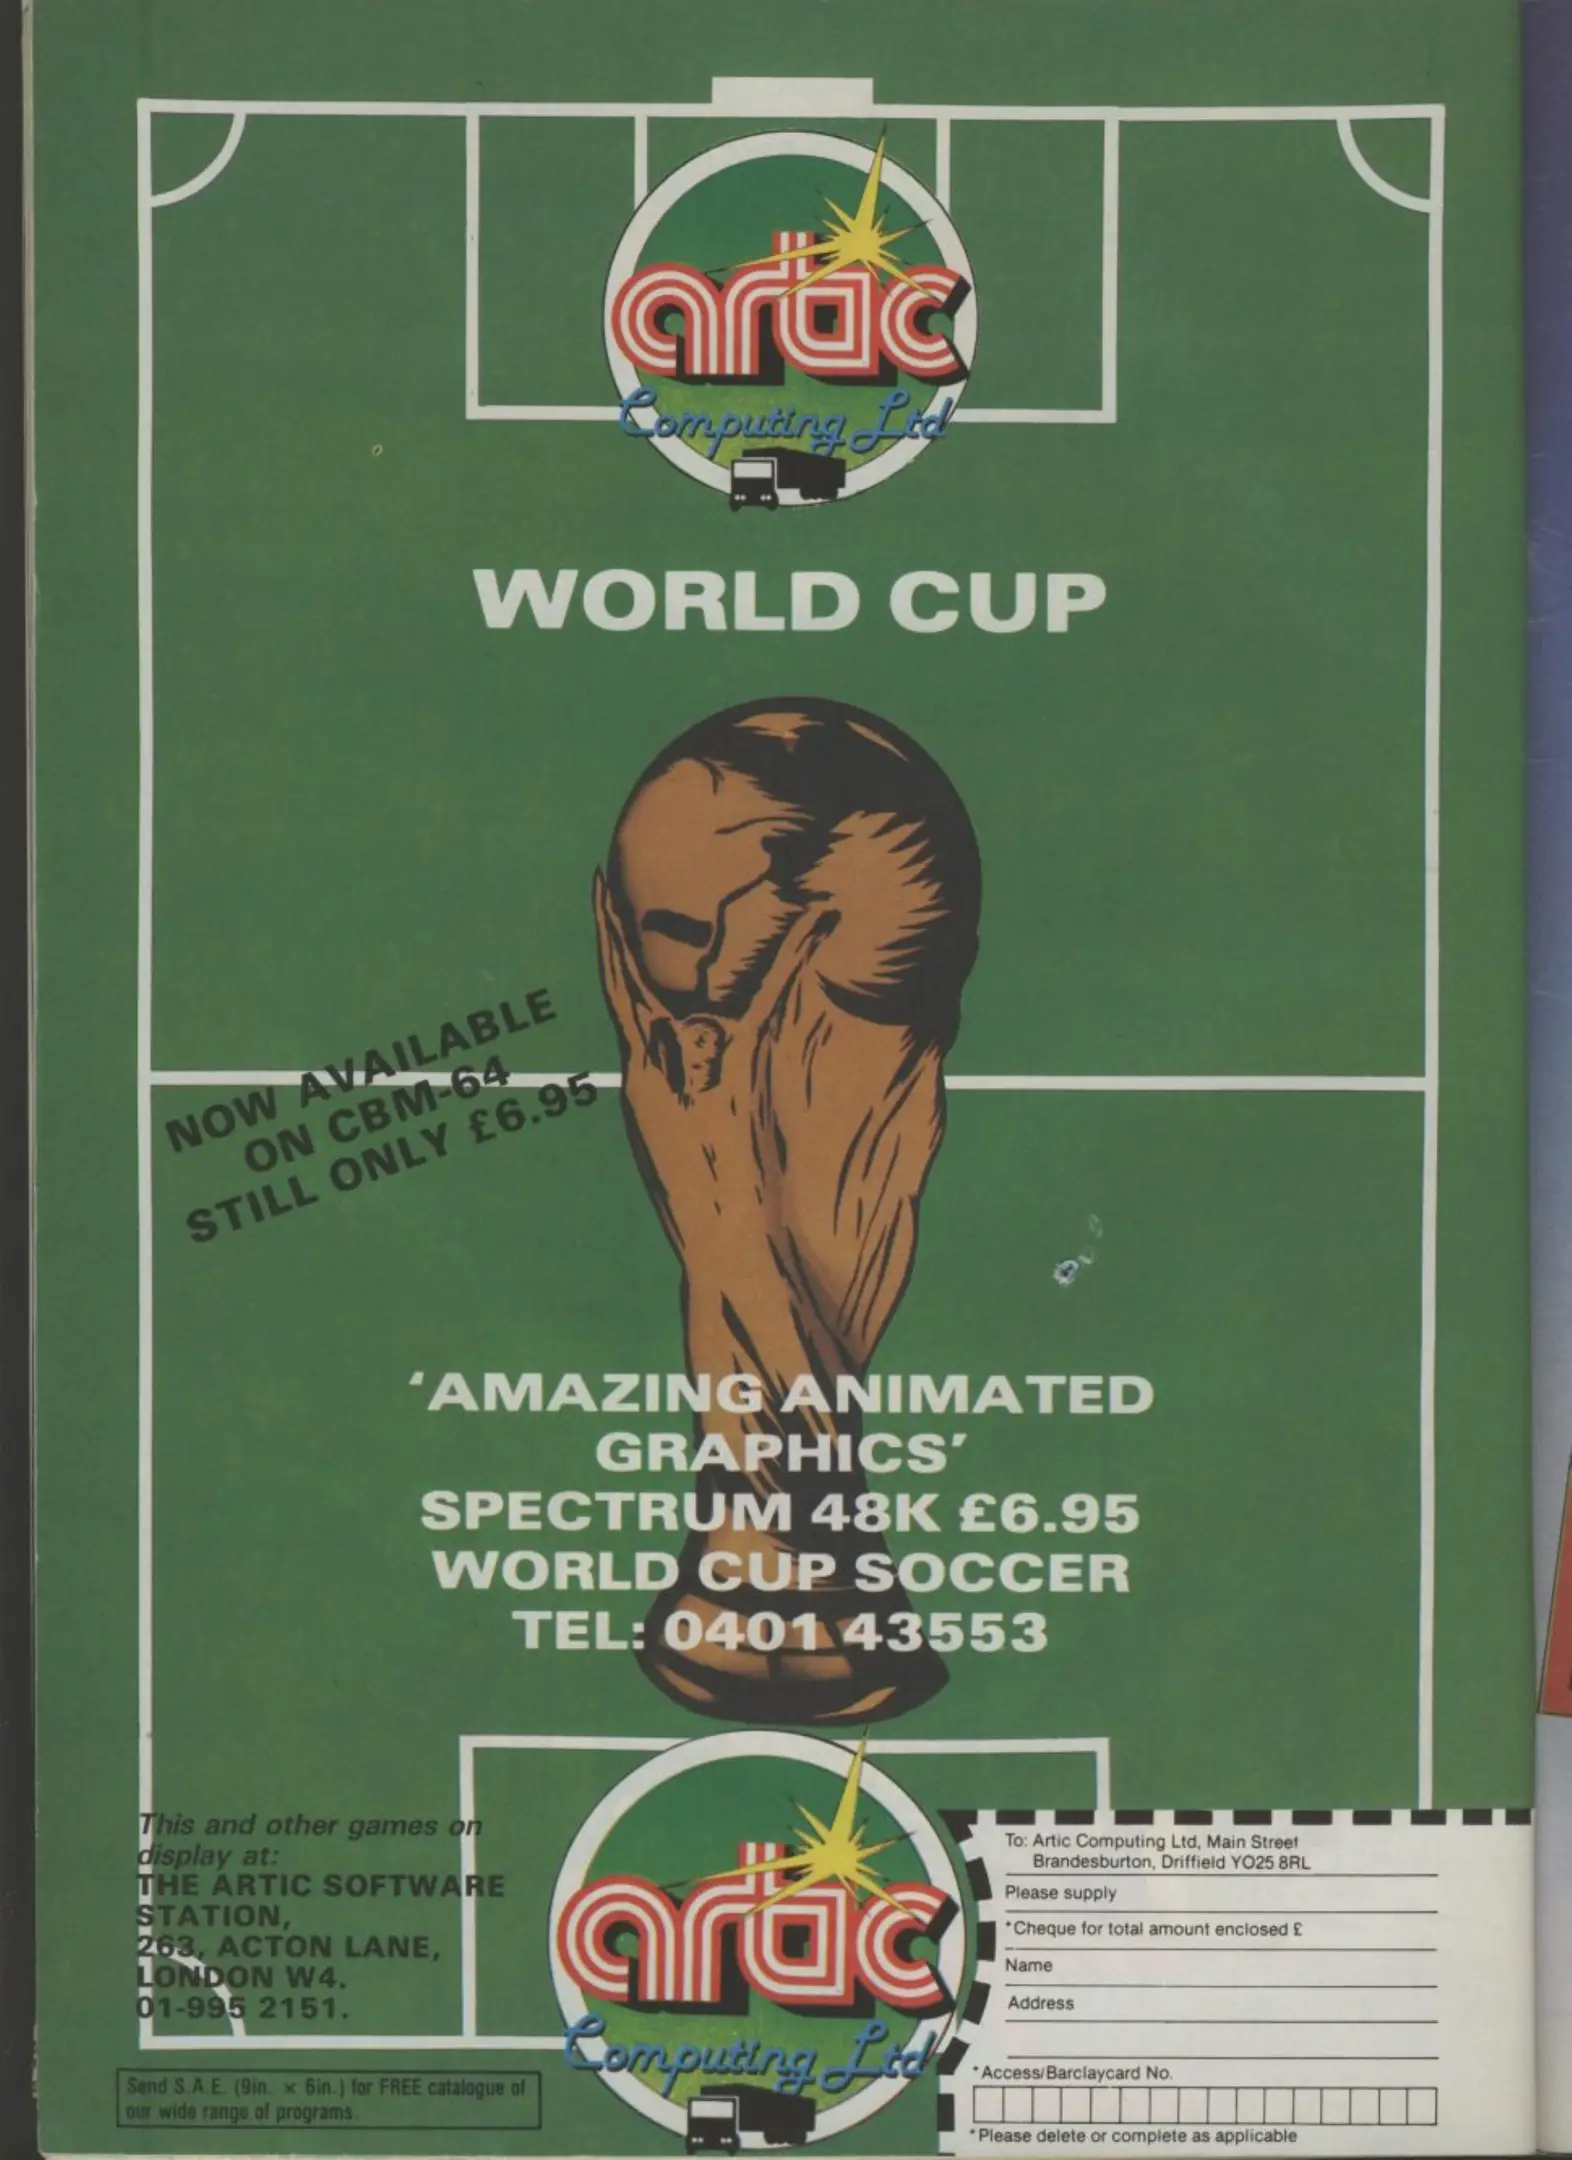 artic
Computing Ltd
WORLD CUP
NOW AVAILABLE
ON CBM-64
STILL ONLY £6.95
'AMAZING ANIMATED
GRAPHICS'
SPECTRUM 48K £6.95
WORLD CUP SOCCER
TEL: 0401 43553
This and other games on
display at:
THE ARTIC SOFTWARE
STATION,
263, ACTON LANE,
LONDON W4.
01-995 2151.
Send S.A.E. (9in. × 6in.) for FREE catalogue of
our wide range of programs.
artic
Computing Ltd
To: Artic Computing Ltd, Main Street
Brandesburton, Driffield YO25 8RL
Please supply
*Cheque for total amount enclosed £
Name
Address
*Access/Barclaycard No.
*Please delete or complete as applicable